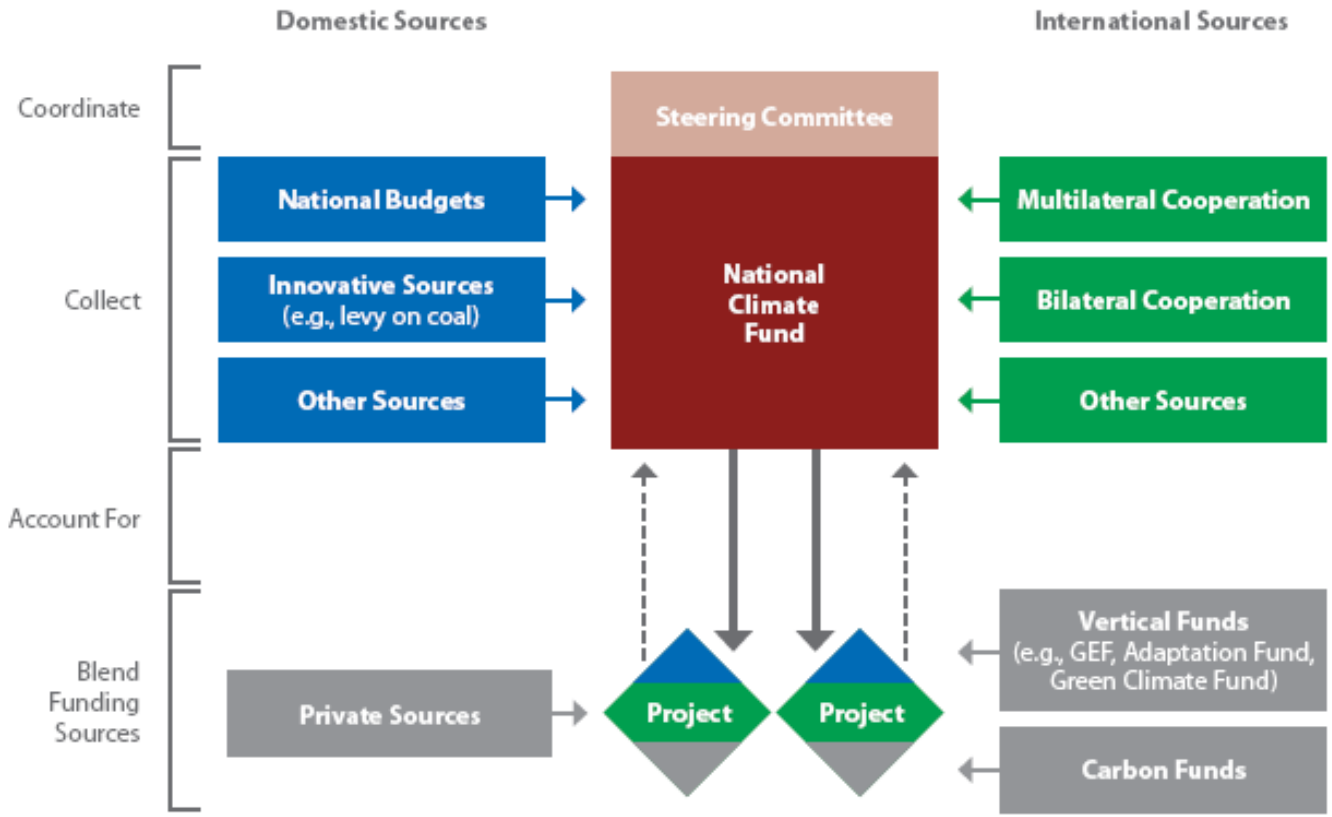 Domestic Sources
International Sources
Coordinate
Steering Committee
Collect
National Budgets
Innovative Sources
(e.g., levy on coal)
Other Sources
National
Climate
Fund
Multilateral Cooperation
Bilateral Cooperation
Other Sources
Account For
Blend
Funding
Sources
Private Sources
Project
Project
Vertical Funds
(e.g., GEF, Adaptation Fund,
Green Climate Fund)
Carbon Funds